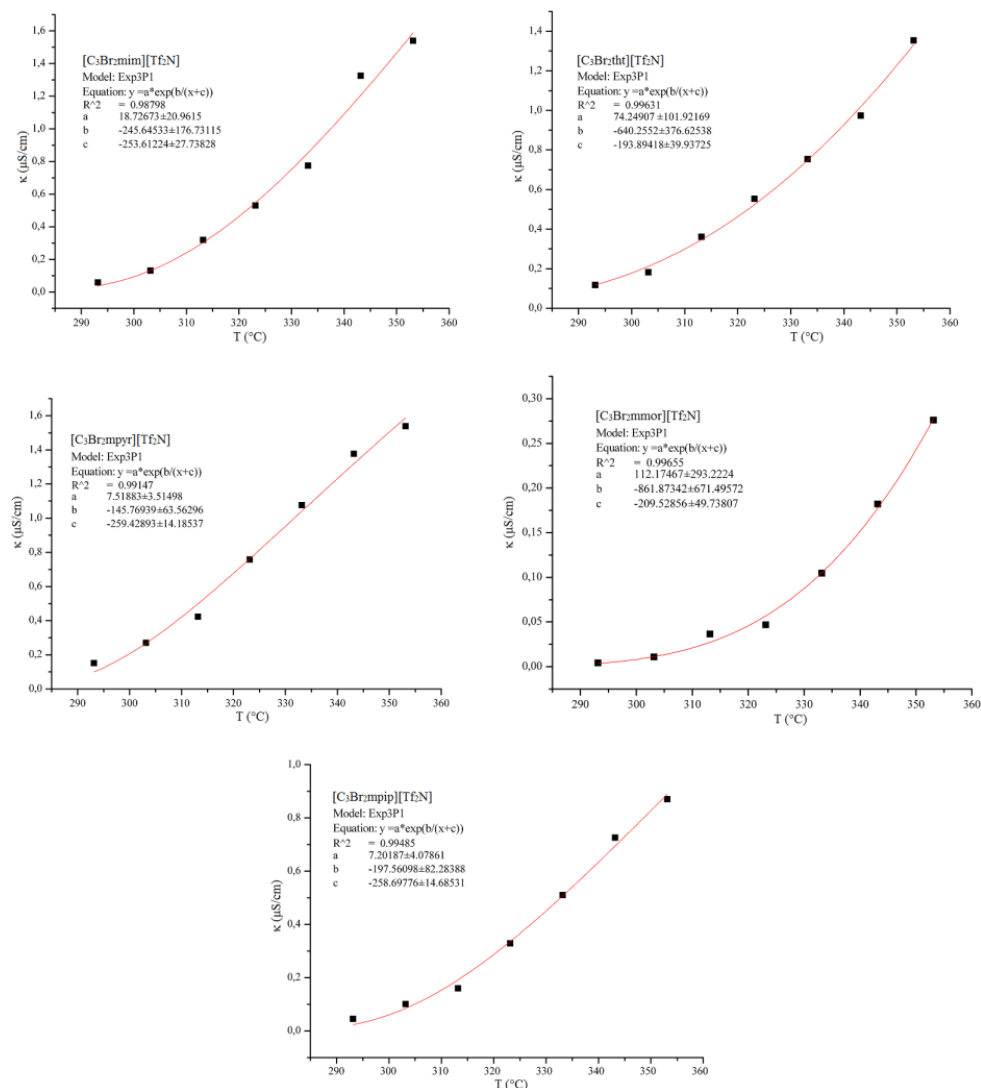 [C₃Br₂mim][Tf₂N]
Model: Exp3P1
Equation: y =a*exp(b/(x+c))
R^2 = 0.98798
a 18.72673±20.9615
b -245.64533±176.73115
c -253.61224±27.73828
κ (μS/cm)
1,6
1,4
1,2
1,0
0,8
0,6
0,4
0,2
0,0
290 300 310 320 330 340 350 360
T (°C)
[C₃Br₂tht][Tf₂N]
Model: Exp3P1
Equation: y =a*exp(b/(x+c))
R^2 = 0.99631
a 74.24907±101.92169
b -640.2552±376.62538
c -193.89418±39.93725
κ (μS/cm)
1,4
1,2
1,0
0,8
0,6
0,4
0,2
0,0
290 300 310 320 330 340 350 360
T (°C)
[C₃Br₂mpyr][Tf₂N]
Model: Exp3P1
Equation: y =a*exp(b/(x+c))
R^2 = 0.99147
a 7.51883±3.51498
b -145.76939±63.56296
c -259.42893±14.18537
κ (μS/cm)
1,6
1,4
1,2
1,0
0,8
0,6
0,4
0,2
0,0
290 300 310 320 330 340 350 360
T (°C)
[C₃Br₂mmor][Tf₂N]
Model: Exp3P1
Equation: y =a*exp(b/(x+c))
R^2 = 0.99655
a 112.17467±293.2224
b -861.87342±671.49572
c -209.52856±49.73807
κ (μS/cm)
0,30
0,25
0,20
0,15
0,10
0,05
0,00
290 300 310 320 330 340 350 360
T (°C)
[C₃Br₂mpip][Tf₂N]
Model: Exp3P1
Equation: y =a*exp(b/(x+c))
R^2 = 0.99485
a 7.20187±4.07861
b -197.56098±82.28388
c -258.69776±14.68531
κ (μS/cm)
1,0
0,8
0,6
0,4
0,2
0,0
290 300 310 320 330 340 350 360
T (°C)